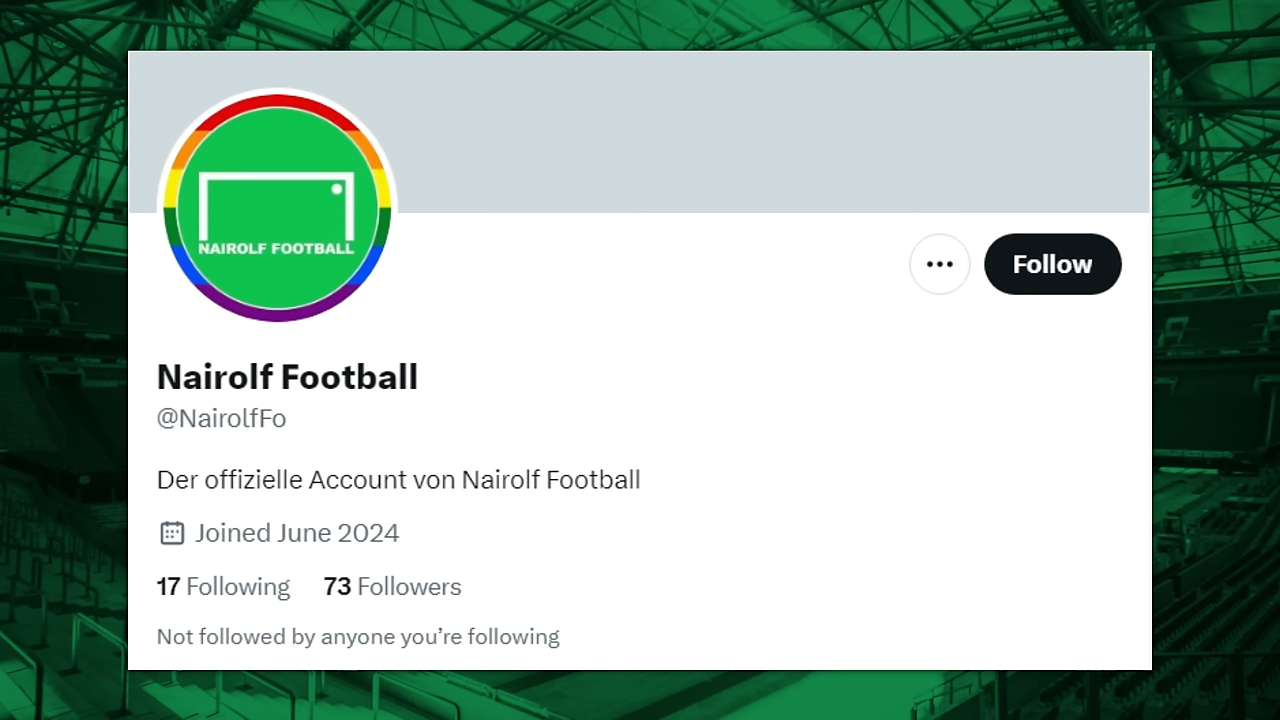 NAIROLF FOOTBALL
Follow
Nairolf Football
@NairolfFo
Der offizielle Account von Nairolf Football
Joined June 2024
17 Following 73 Followers
Not followed by anyone you’re following